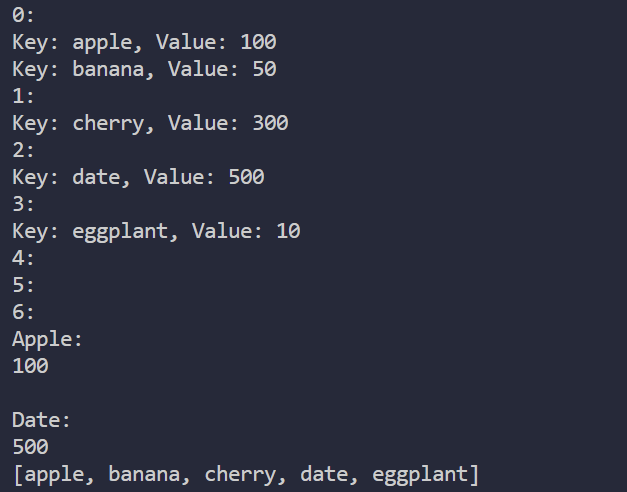 0:
Key: apple, Value: 100
Key: banana, Value: 50
1:
Key: cherry, Value: 300
2:
Key: date, Value: 500
3:
Key: eggplant, Value: 10
4:
5:
6:
Apple:
100

Date:
500
[apple, banana, cherry, date, eggplant]